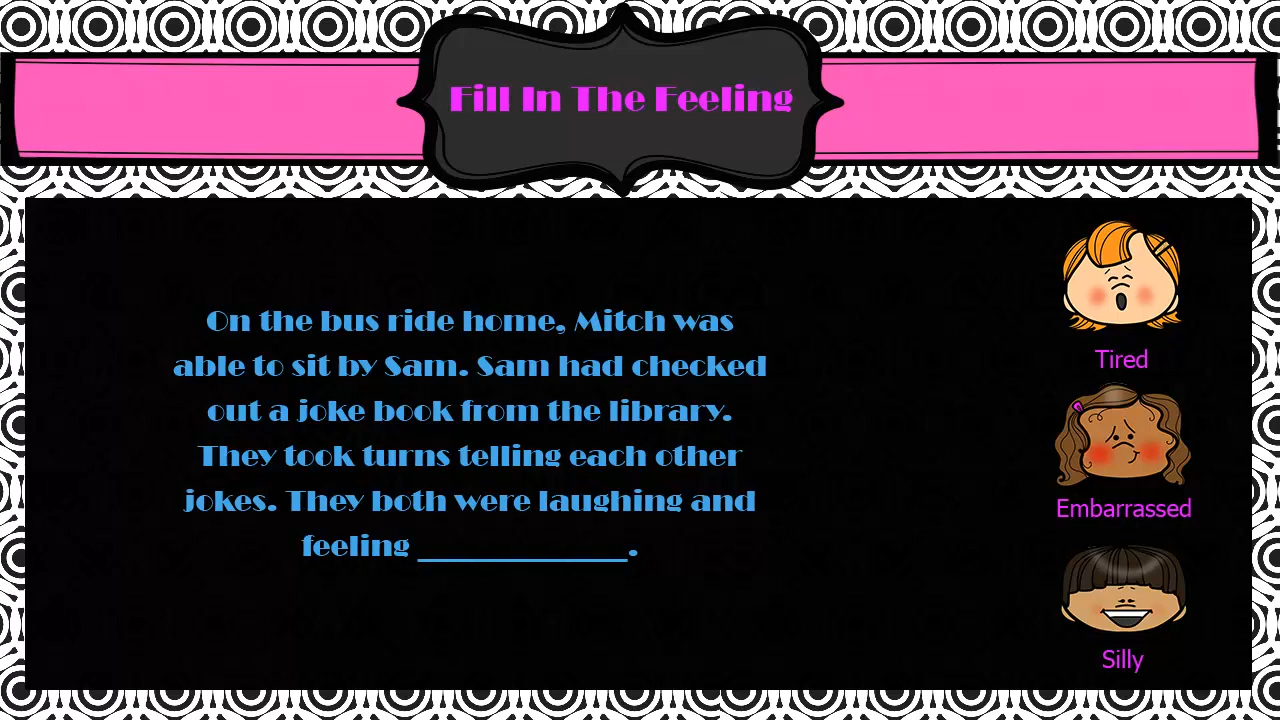 Fill In The Feeling
On the bus ride home, Mitch was
able to sit by Sam. Sam had checked
out a joke book from the library.
They took turns telling each other
jokes. They both were laughing and
feeling ______________.
Tired
Embarrassed
Silly